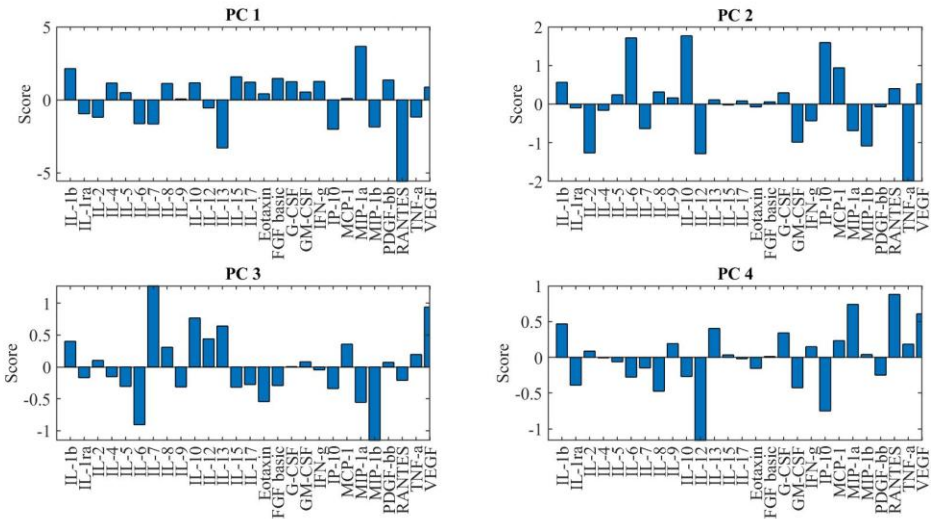 PC 1
5
0
-5
Score
IL-1b
IL-1ra
IL-2
IL-4
IL-5
IL-6
IL-7
IL-8
IL-9
IL-10
IL-12
IL-13
IL-15
IL-17
Eotaxin
FGF basic
G-CSF
GM-CSF
IFN-g
IP-10
MCP-1
MIP-1a
MIP-1b
PDGF-bb
RANTES
TNF-a
VEGF
PC 2
2
1
0
-1
-2
Score
IL-1b
IL-1ra
IL-2
IL-4
IL-5
IL-6
IL-7
IL-8
IL-9
IL-10
IL-12
IL-13
IL-15
IL-17
Eotaxin
FGF basic
G-CSF
GM-CSF
IFN-g
IP-10
MCP-1
MIP-1a
MIP-1b
PDGF-bb
RANTES
TNF-a
VEGF
PC 3
1
0.5
0
-0.5
-1
Score
IL-1b
IL-1ra
IL-2
IL-4
IL-5
IL-6
IL-7
IL-8
IL-9
IL-10
IL-12
IL-13
IL-15
IL-17
Eotaxin
FGF basic
G-CSF
GM-CSF
IFN-g
IP-10
MCP-1
MIP-1a
MIP-1b
PDGF-bb
RANTES
TNF-a
VEGF
PC 4
1
0.5
0
-0.5
-1
Score
IL-1b
IL-1ra
IL-2
IL-4
IL-5
IL-6
IL-7
IL-8
IL-9
IL-10
IL-12
IL-13
IL-15
IL-17
Eotaxin
FGF basic
G-CSF
GM-CSF
IFN-g
IP-10
MCP-1
MIP-1a
MIP-1b
PDGF-bb
RANTES
TNF-a
VEGF